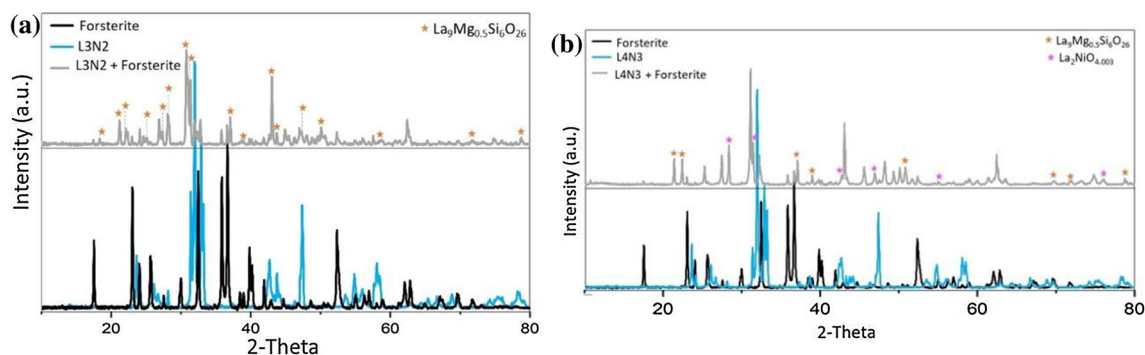 (a)
Forsterite
L3N2
L3N2 + Forsterite
La₉Mg₀.₅Si₆O₂₆
Intensity (a.u.)
20 40 60 80
2-Theta
(b)
Forsterite
L4N3
L4N3 + Forsterite
La₉Mg₀.₅Si₆O₂₆
La₂NiO₄.₀₀₃
Intensity (a.u.)
20 40 60 80
2-Theta